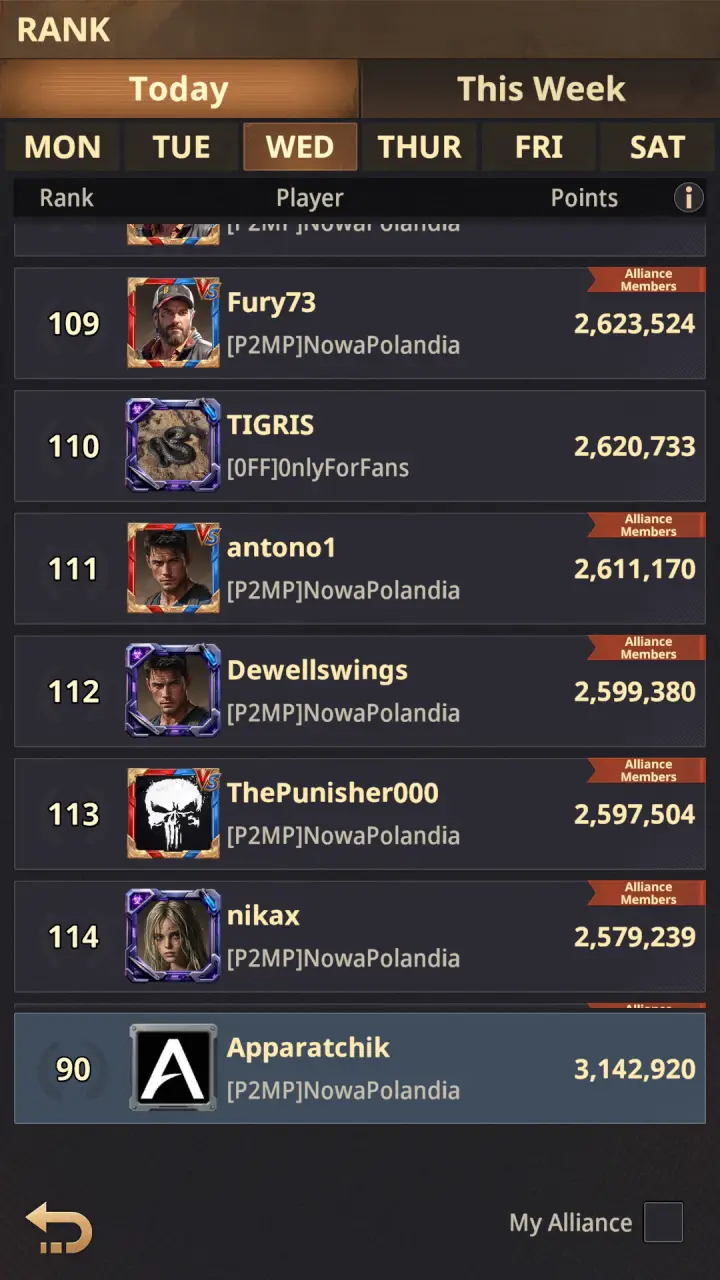 RANK
Today
This Week
MON
TUE
WED
THUR
FRI
SAT
Rank
Player
Points
[P2MP]NowaPolandia
Alliance
Members
109
Fury73
2,623,524
[P2MP]NowaPolandia
110
TIGRIS
2,620,733
[0FF]0nlyForFans
Alliance
Members
111
antono1
2,611,170
[P2MP]NowaPolandia
Alliance
Members
112
Dewellswings
2,599,380
[P2MP]NowaPolandia
Alliance
Members
113
ThePunisher000
2,597,504
[P2MP]NowaPolandia
Alliance
Members
114
nikax
2,579,239
[P2MP]NowaPolandia
Alliance
90
Apparatchik
3,142,920
[P2MP]NowaPolandia
My Alliance